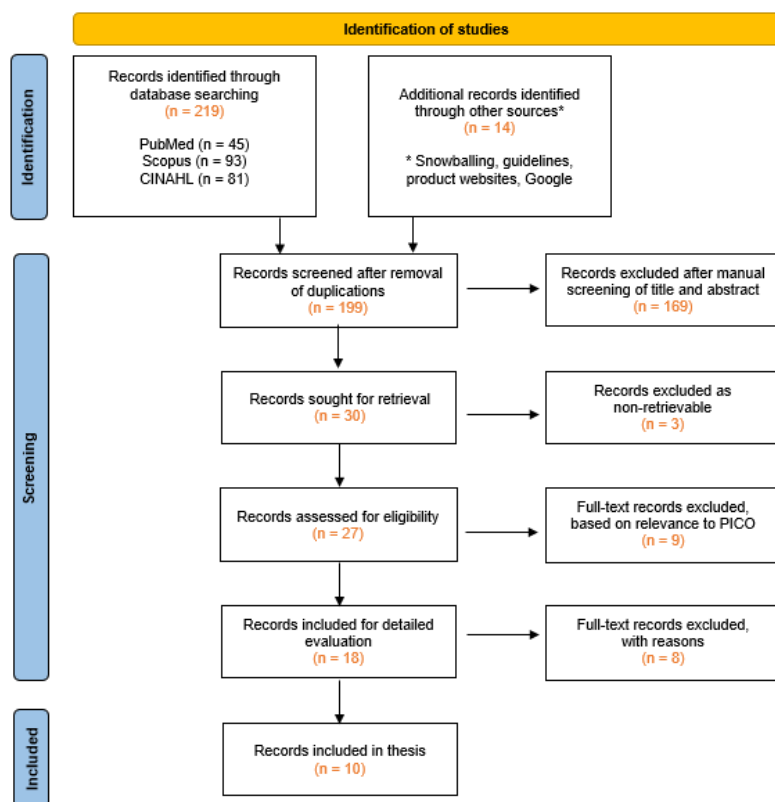 Identification of studies
Identification
Records identified through
database searching
(n = 219)
PubMed (n = 45)
Scopus (n = 93)
CINAHL (n = 81)
Additional records identified
through other sources*
(n = 14)
* Snowballing, guidelines,
product websites, Google
Screening
Records screened after removal
of duplications
(n = 199)
Records excluded after manual
screening of title and abstract
(n = 169)
Records sought for retrieval
(n = 30)
Records excluded as
non-retrievable
(n = 3)
Records assessed for eligibility
(n = 27)
Full-text records excluded,
based on relevance to PICO
(n = 9)
Records included for detailed
evaluation
(n = 18)
Full-text records excluded,
with reasons
(n = 8)
Included
Records included in thesis
(n = 10)